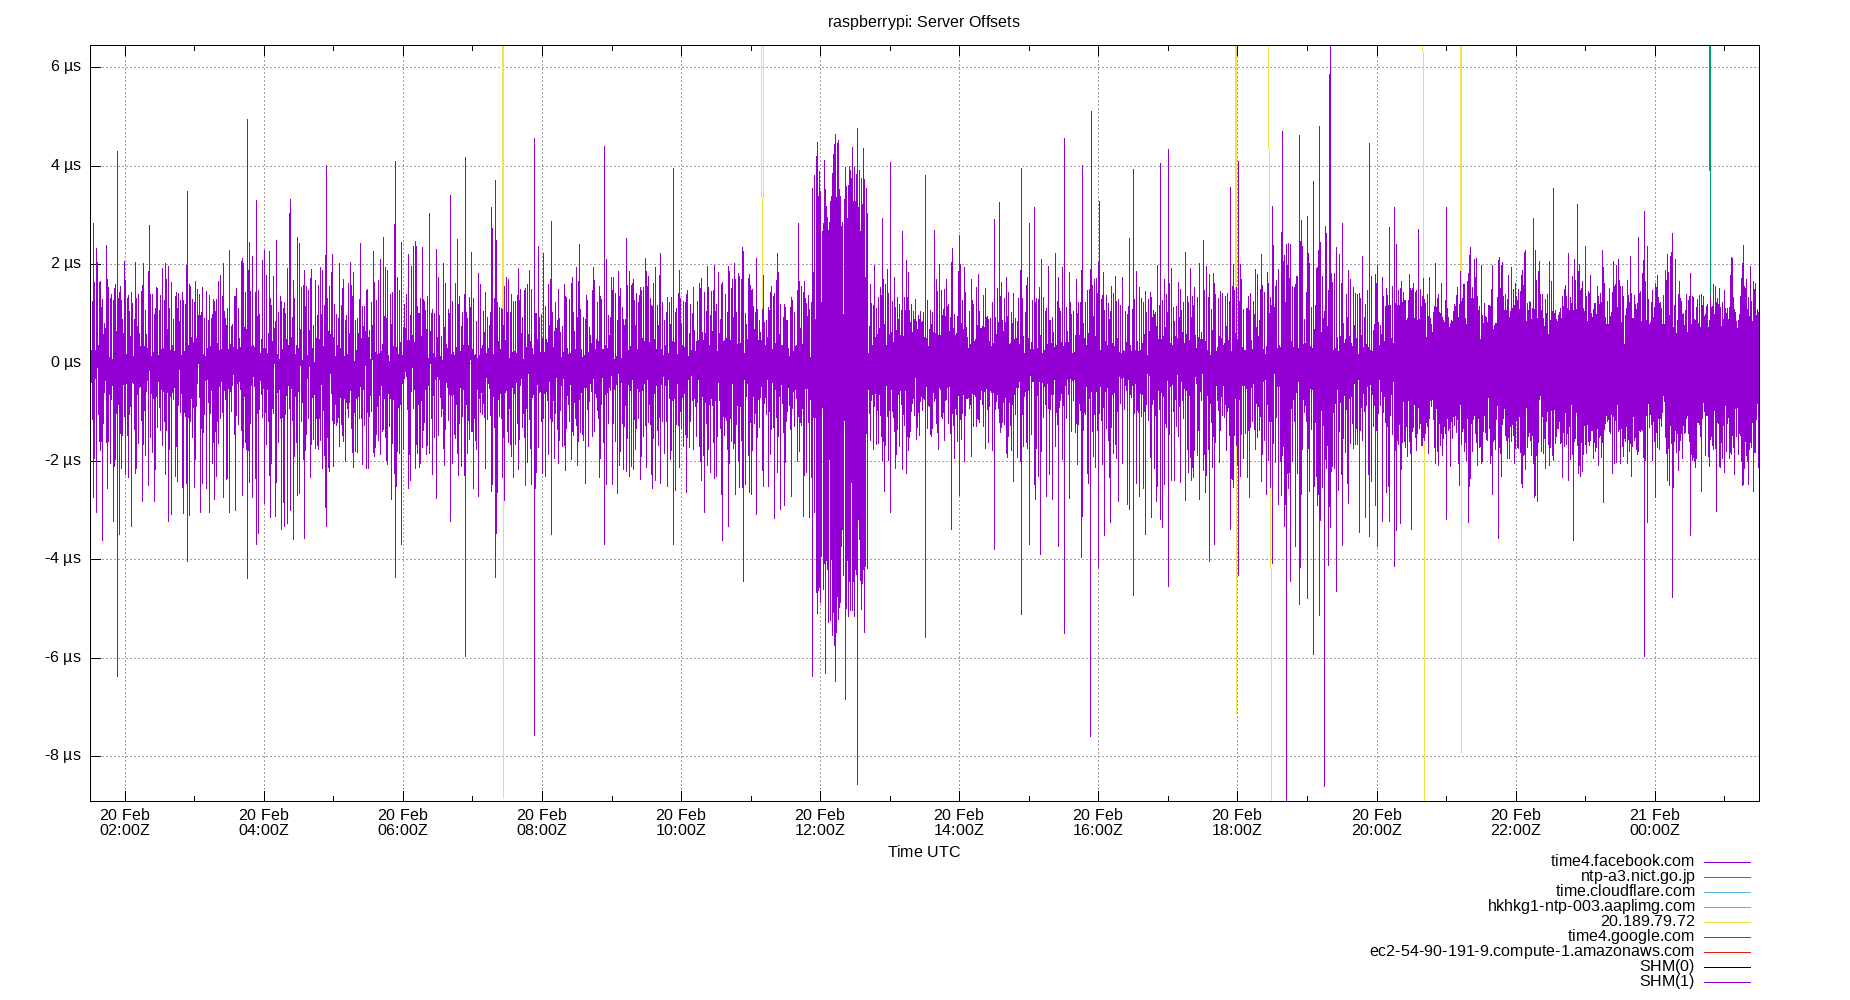 raspberrypi: Server Offsets
6 µs
4 µs
2 µs
0 µs
-2 µs
-4 µs
-6 µs
-8 µs
20 Feb 20 Feb 20 Feb 20 Feb 20 Feb 20 Feb 20 Feb 20 Feb 20 Feb 20 Feb 20 Feb 21 Feb
02:00Z 04:00Z 06:00Z 08:00Z 10:00Z 12:00Z 14:00Z 16:00Z 18:00Z 20:00Z 22:00Z 00:00Z
Time UTC
time4.facebook.com
ntp-a3.nict.go.jp
time.cloudflare.com
hkhkg1-ntp-003.aaplimg.com
20.189.79.72
time4.google.com
ec2-54-90-191-9.compute-1.amazonaws.com
SHM(0)
SHM(1)